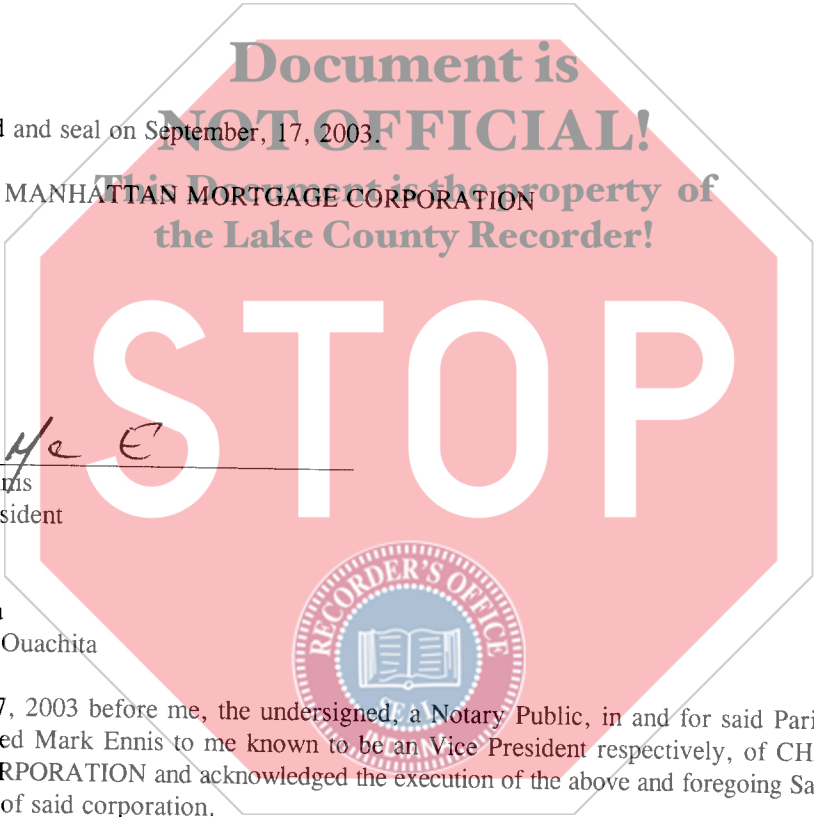 Document is
NOT OFFICIAL!
and seal on September, 17, 2003.
This Document is the property of
MANHATTAN MORTGAGE CORPORATION
the Lake County Recorder!
STOP
sident
RECORDER'S OFFICE
Ouachita
7, 2003 before me, the undersigned, a Notary Public, in and for said Pari
ed Mark Ennis to me known to be an Vice President respectively, of CH
SEAL
RPORATION and acknowledged the execution of the above and foregoing Sa
of said corporation.